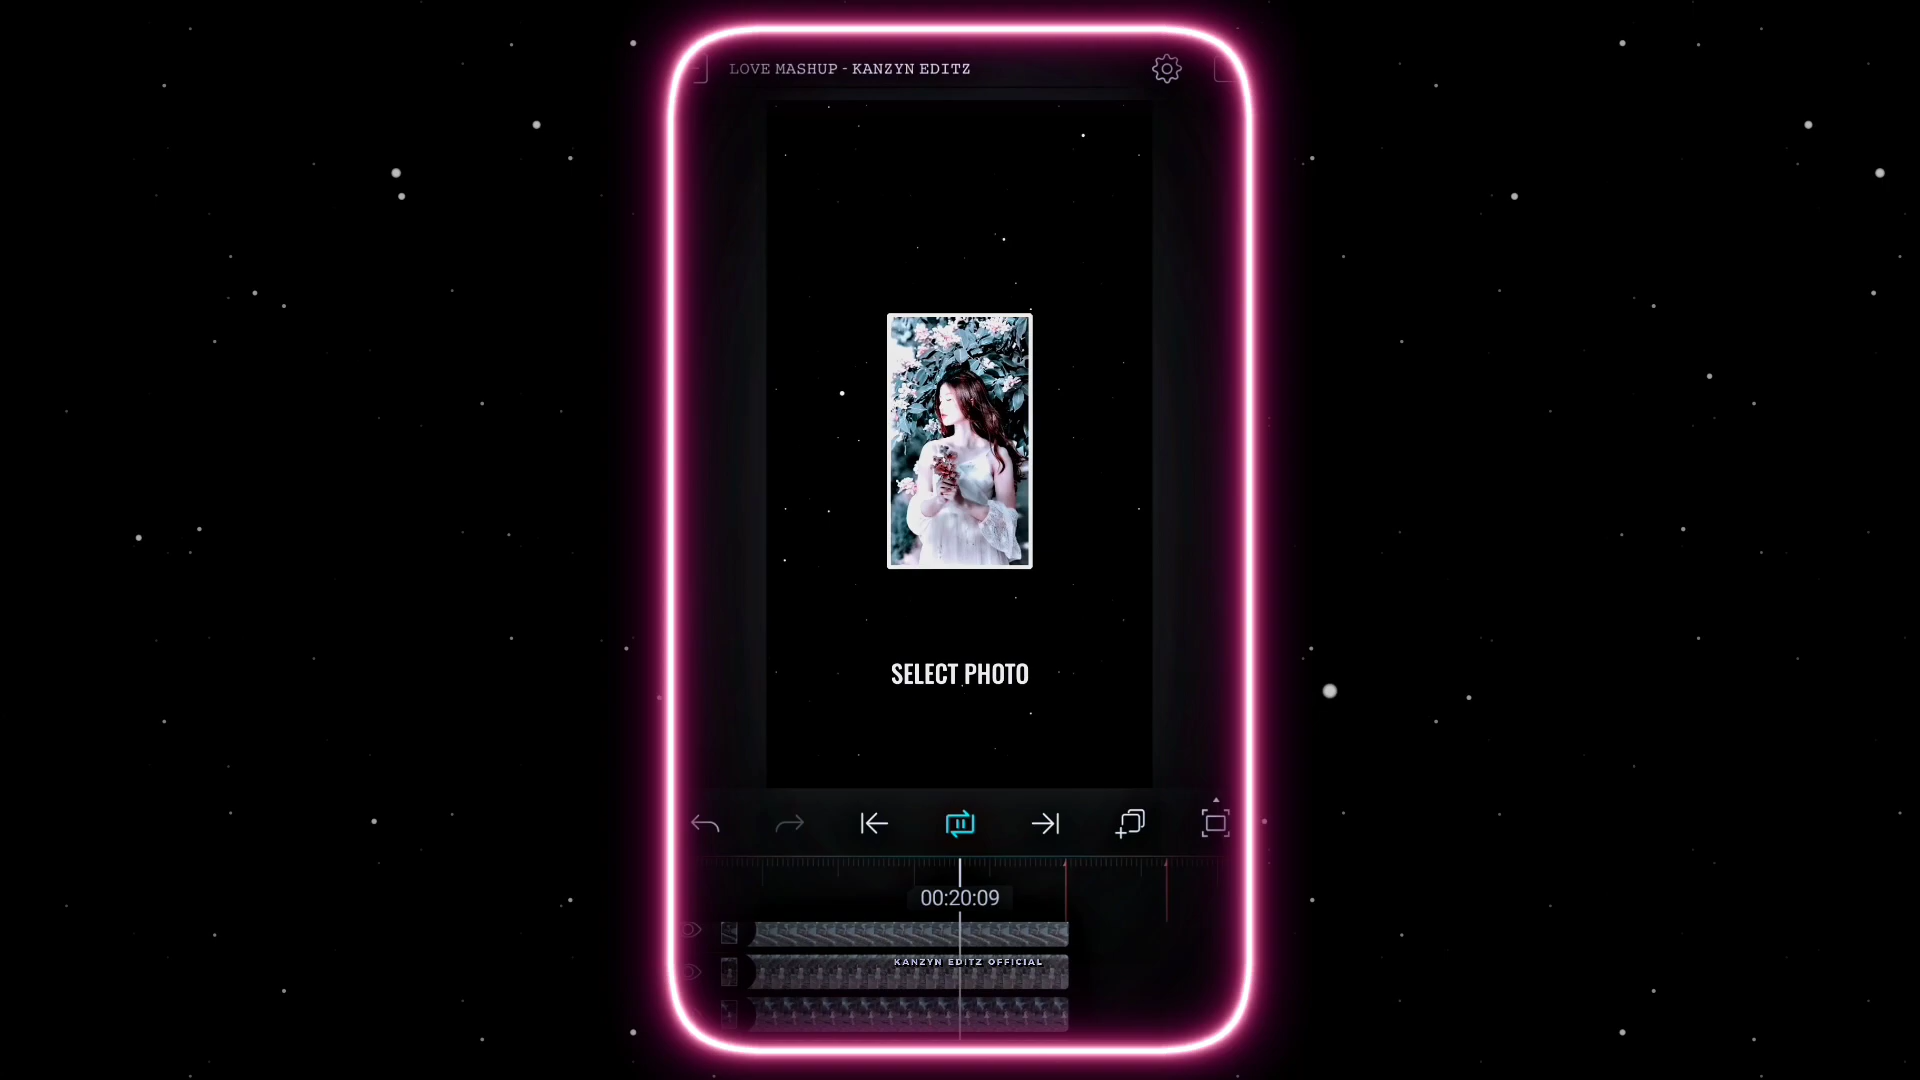 LOVE MASHUP - KANZYN EDITZ
SELECT PHOTO
00:20:09
KANZYN EDITZ OFFICIAL